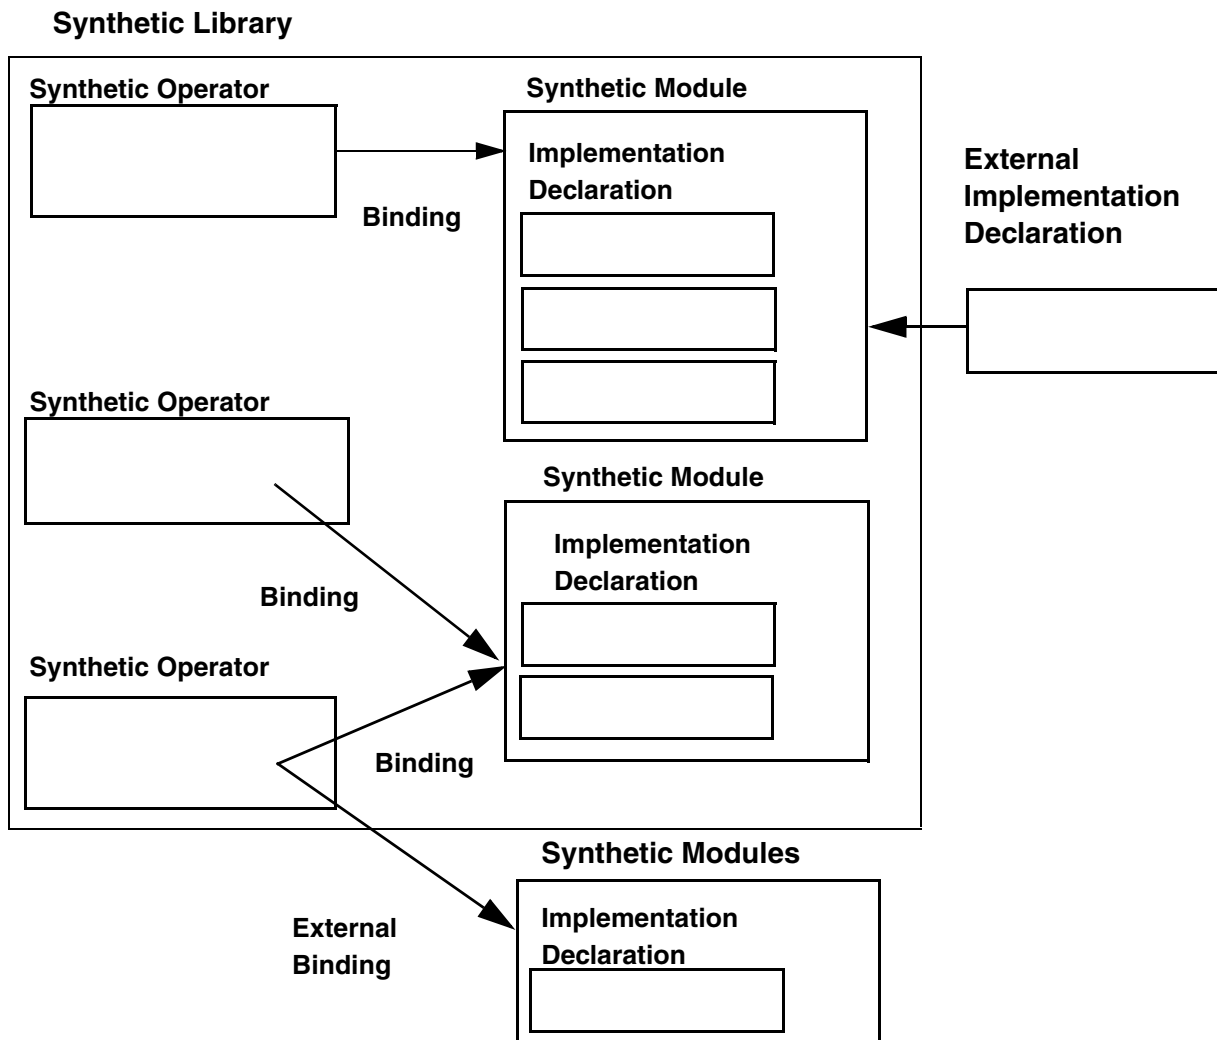 Synthetic Library
Synthetic Operator
Synthetic Module
Implementation
Declaration
Binding
External
Implementation
Declaration
Synthetic Operator
Synthetic Module
Implementation
Declaration
Binding
Synthetic Operator
Binding
Synthetic Modules
Implementation
Declaration
External
Binding